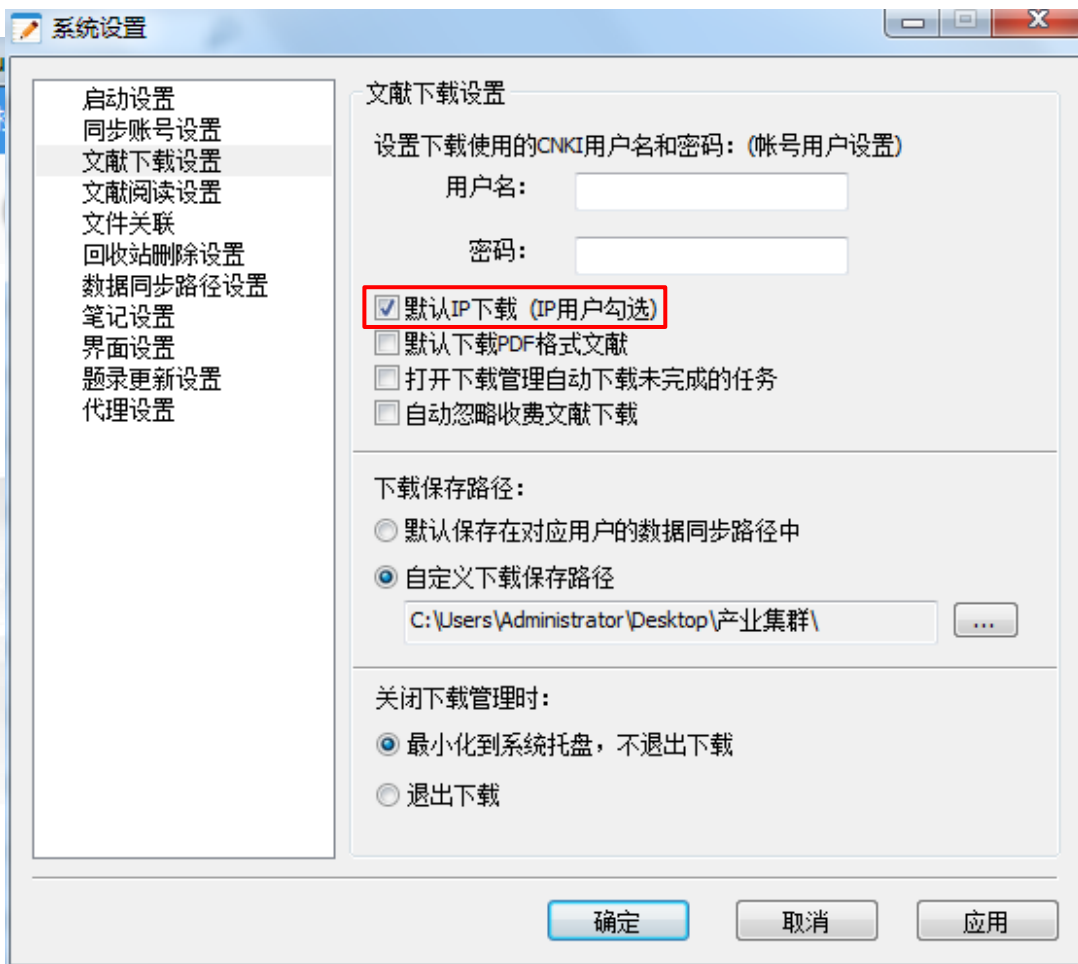 系统设置
启动设置
同步账号设置
文献下载设置
文献阅读设置
文件关联
回收站删除设置
数据同步路径设置
笔记设置
界面设置
题录更新设置
代理设置
文献下载设置
设置下载使用的CNKI用户名和密码：(帐号用户设置)
用户名：
密码：
默认IP下载 (IP用户勾选)
默认下载PDF格式文献
打开下载管理自动下载未完成的任务
自动忽略收费文献下载
下载保存路径：
默认保存在对应用户的数据同步路径中
自定义下载保存路径
C:\Users\Administrator\Desktop\产业集群\
...
关闭下载管理时：
最小化到系统托盘，不退出下载
退出下载
确定 取消 应用